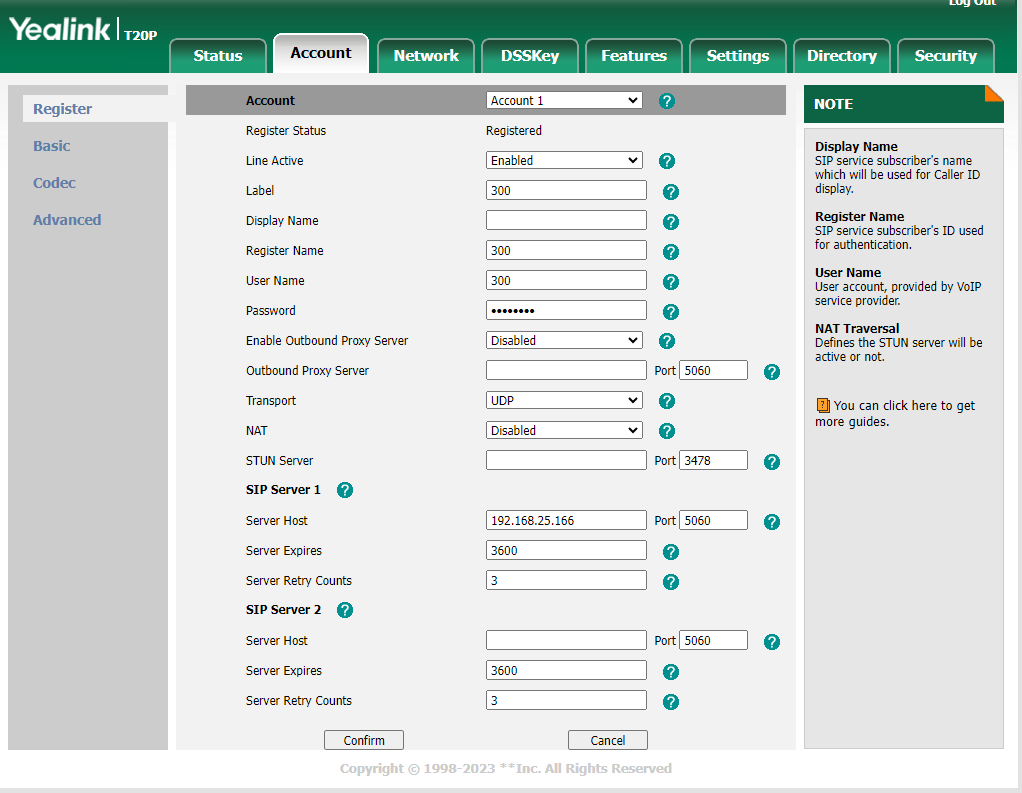 Log Out
Yealink | T20P
Status Account Network DSSKey Features Settings Directory Security
Register
Basic
Codec
Advanced
Account Account 1 ?
Register Status Registered
Line Active Enabled ?
Label 300 ?
Display Name ?
Register Name 300 ?
User Name 300 ?
Password •••••••• ?
Enable Outbound Proxy Server Disabled ?
Outbound Proxy Server Port 5060 ?
Transport UDP ?
NAT Disabled ?
STUN Server Port 3478 ?
SIP Server 1 ?
Server Host 192.168.25.166 Port 5060 ?
Server Expires 3600 ?
Server Retry Counts 3 ?
SIP Server 2 ?
Server Host Port 5060 ?
Server Expires 3600 ?
Server Retry Counts 3 ?
Confirm Cancel
NOTE
Display Name
SIP service subscriber's name
which will be used for Caller ID
display.
Register Name
SIP service subscriber's ID used
for authentication.
User Name
User account, provided by VoIP
service provider.
NAT Traversal
Defines the STUN server will be
active or not.
? You can click here to get
more guides.
Copyright © 1998-2023 **Inc. All Rights Reserved